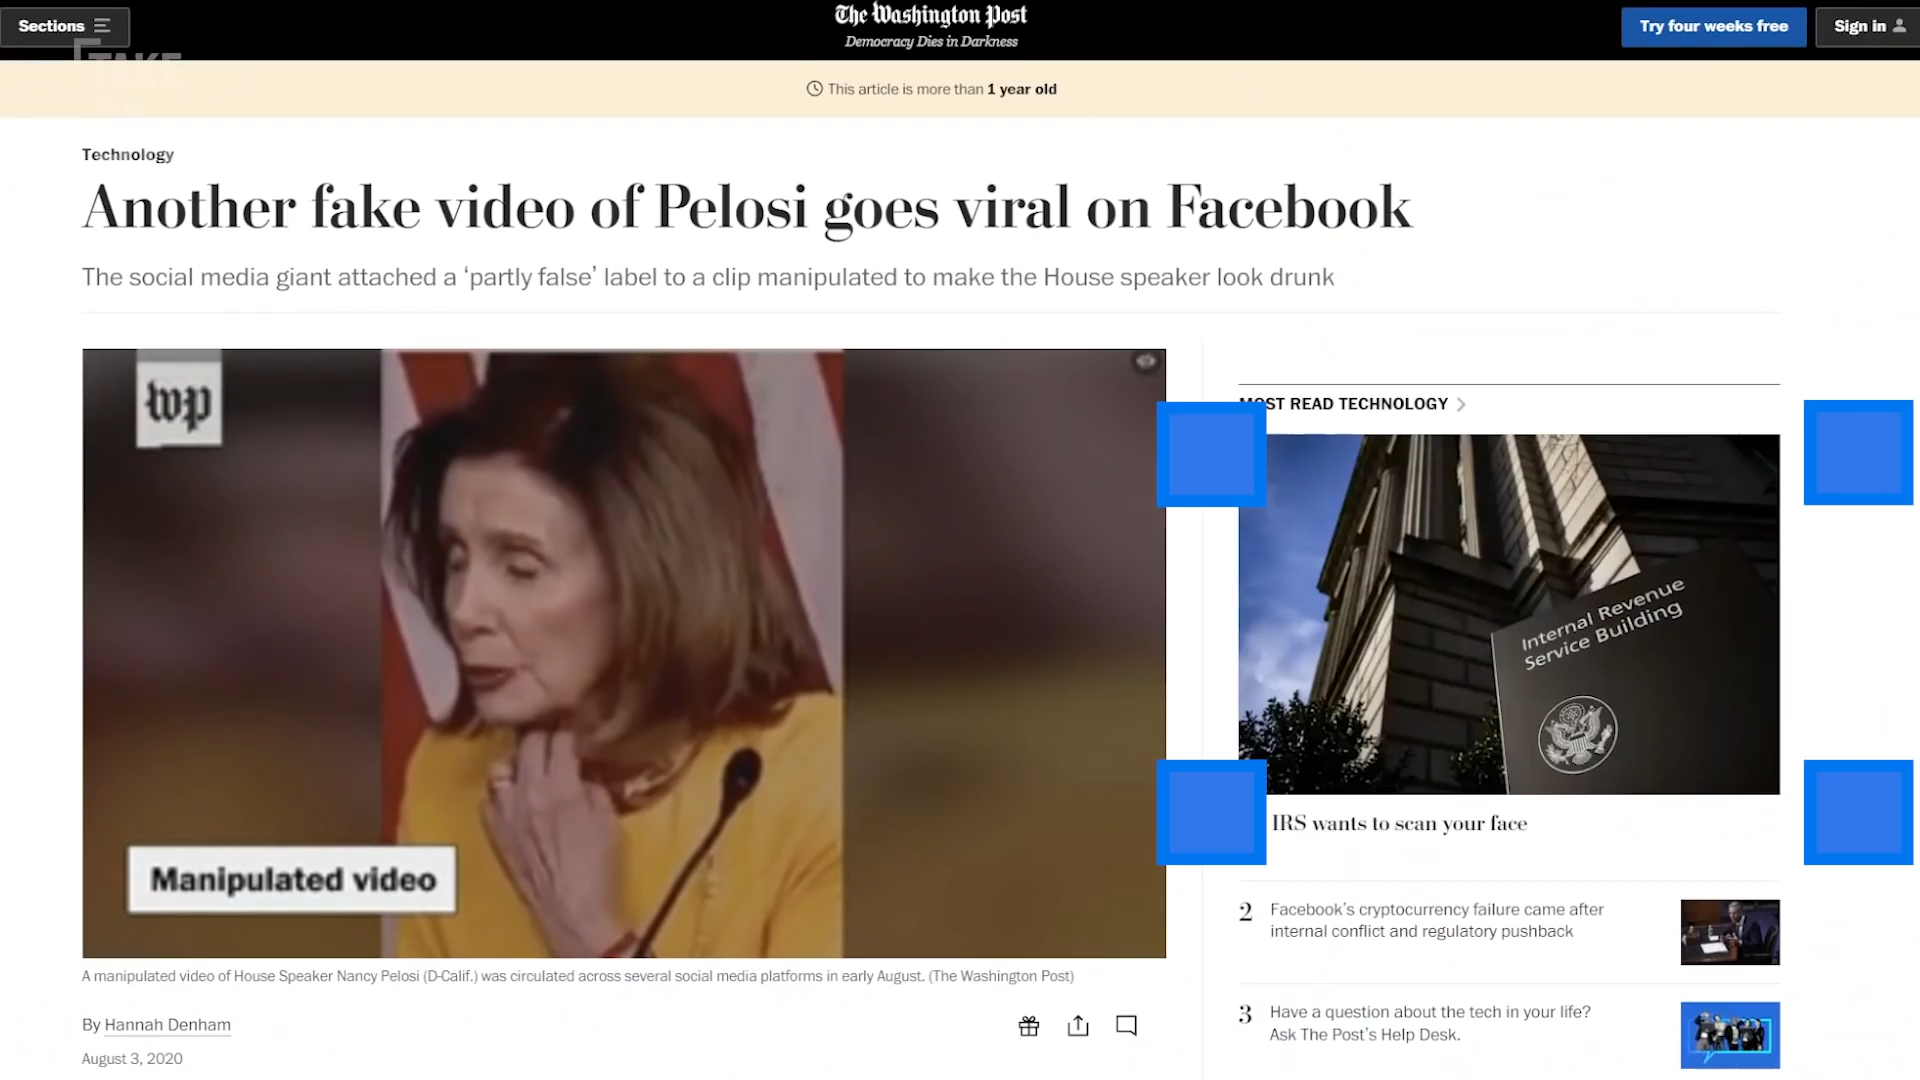 Sections
The Washington Post
Democracy Dies in Darkness
Try four weeks free
Sign in
TAKE
This article is more than 1 year old
Technology
Another fake video of Pelosi goes viral on Facebook
The social media giant attached a ‘partly false’ label to a clip manipulated to make the House speaker look drunk
wp
Manipulated video
A manipulated video of House Speaker Nancy Pelosi (D-Calif.) was circulated across several social media platforms in early August. (The Washington Post)
By Hannah Denham
August 3, 2020
MOST READ TECHNOLOGY
Internal Revenue
Service Building
IRS wants to scan your face
2 Facebook’s cryptocurrency failure came after
internal conflict and regulatory pushback
3 Have a question about the tech in your life?
Ask The Post’s Help Desk.